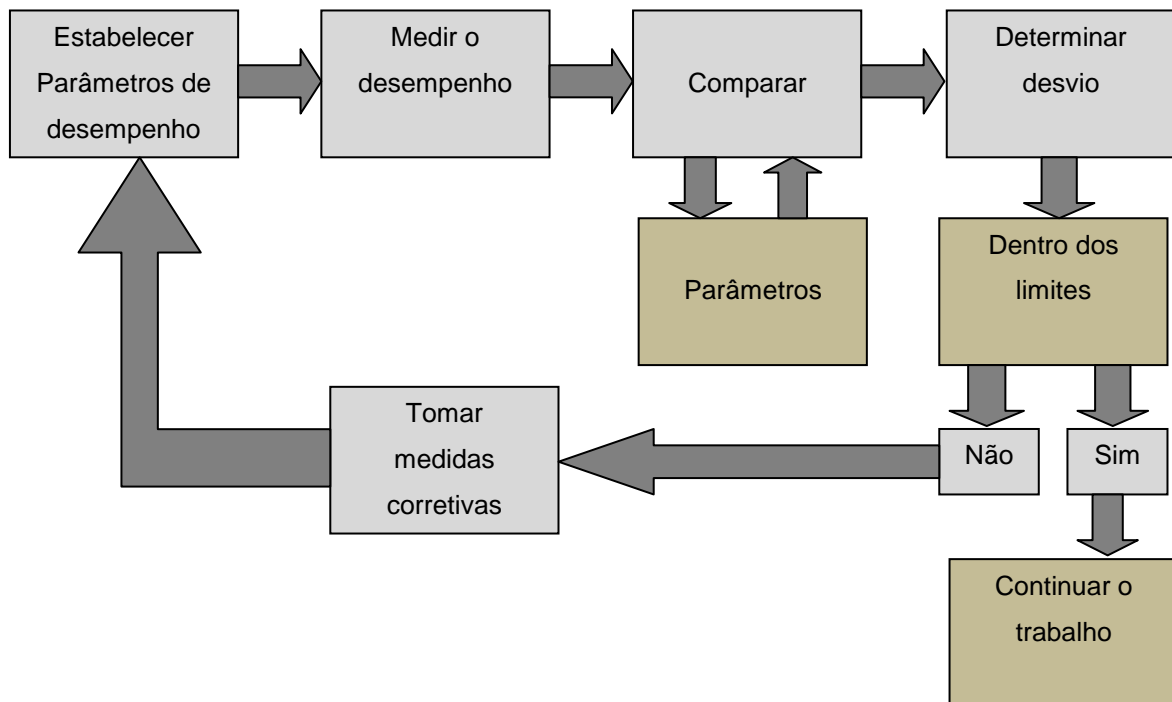 Estabelecer
Parâmetros de
desempenho
Medir o
desempenho
Comparar
Determinar
desvio
Parâmetros
Dentro dos
limites
Não
Sim
Tomar
medidas
corretivas
Continuar o
trabalho